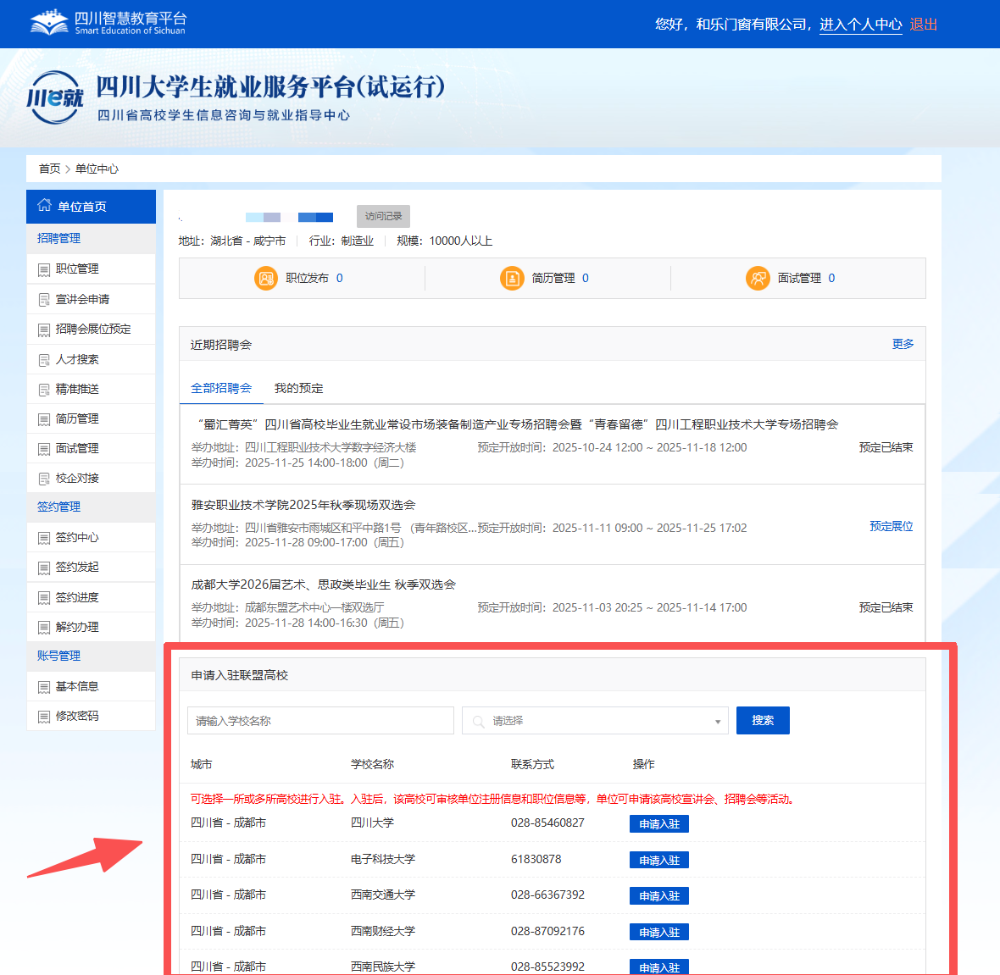 四川智慧教育平台
Smart Education of Sichuan
您好，和乐门窗有限公司，进入个人中心 退出
川e就
四川大学生就业服务平台(试运行)
四川省高校学生信息咨询与就业指导中心
首页 > 单位中心
单位首页
招聘管理
职位管理
宣讲会申请
招聘会展位预定
人才搜索
精准推送
简历管理
面试管理
校企对接
签约管理
签约中心
签约发起
签约进度
解约办理
账号管理
基本信息
修改密码
访问记录
地址：湖北省 - 咸宁市 行业：制造业 规模：10000人以上
职位发布 0 简历管理 0 面试管理 0
近期招聘会 更多
全部招聘会 我的预定
“蜀汇菁英”四川省高校毕业生就业常设市场装备制造产业专场招聘会暨“青春留德”四川工程职业技术大学专场招聘会
举办地址：四川工程职业技术大学数字经济大楼 预定开放时间：2025-10-24 12:00 ~ 2025-11-18 12:00 预定已结束
举办时间：2025-11-25 14:00-18:00（周二）
雅安职业技术学院2025年秋季现场双选会
举办地址：四川省雅安市雨城区和平中路1号 （青年路校区... 预定开放时间：2025-11-11 09:00 ~ 2025-11-25 17:02 预定展位
举办时间：2025-11-28 09:00-17:00（周五）
成都大学2026届艺术、思政类毕业生 秋季双选会
举办地址：成都东盟艺术中心一楼双选厅 预定开放时间：2025-11-03 20:25 ~ 2025-11-14 17:00 预定已结束
举办时间：2025-11-28 14:00-16:30（周五）
申请入驻联盟高校
请输入学校名称 请选择 搜索
城市 学校名称 联系方式 操作
可选择一所或多所高校进行入驻。入驻后，该高校可审核单位注册信息和职位信息等，单位可申请该高校宣讲会、招聘会等活动。
四川省 - 成都市 四川大学 028-85460827 申请入驻
四川省 - 成都市 电子科技大学 61830878 申请入驻
四川省 - 成都市 西南交通大学 028-66367392 申请入驻
四川省 - 成都市 西南财经大学 028-87092176 申请入驻
四川省 - 成都市 西南民族大学 028-85523992 申请入驻